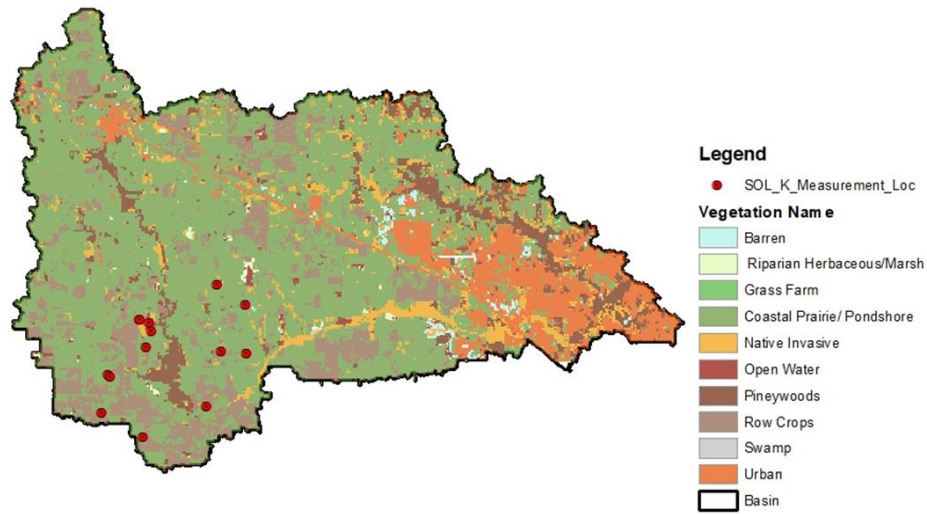 Legend
SOL_K_Measurement_Loc
Vegetation Name
Barren
Riparian Herbaceous/Marsh
Grass Farm
Coastal Prairie/ Pondshore
Native Invasive
Open Water
Pineywoods
Row Crops
Swamp
Urban
Basin